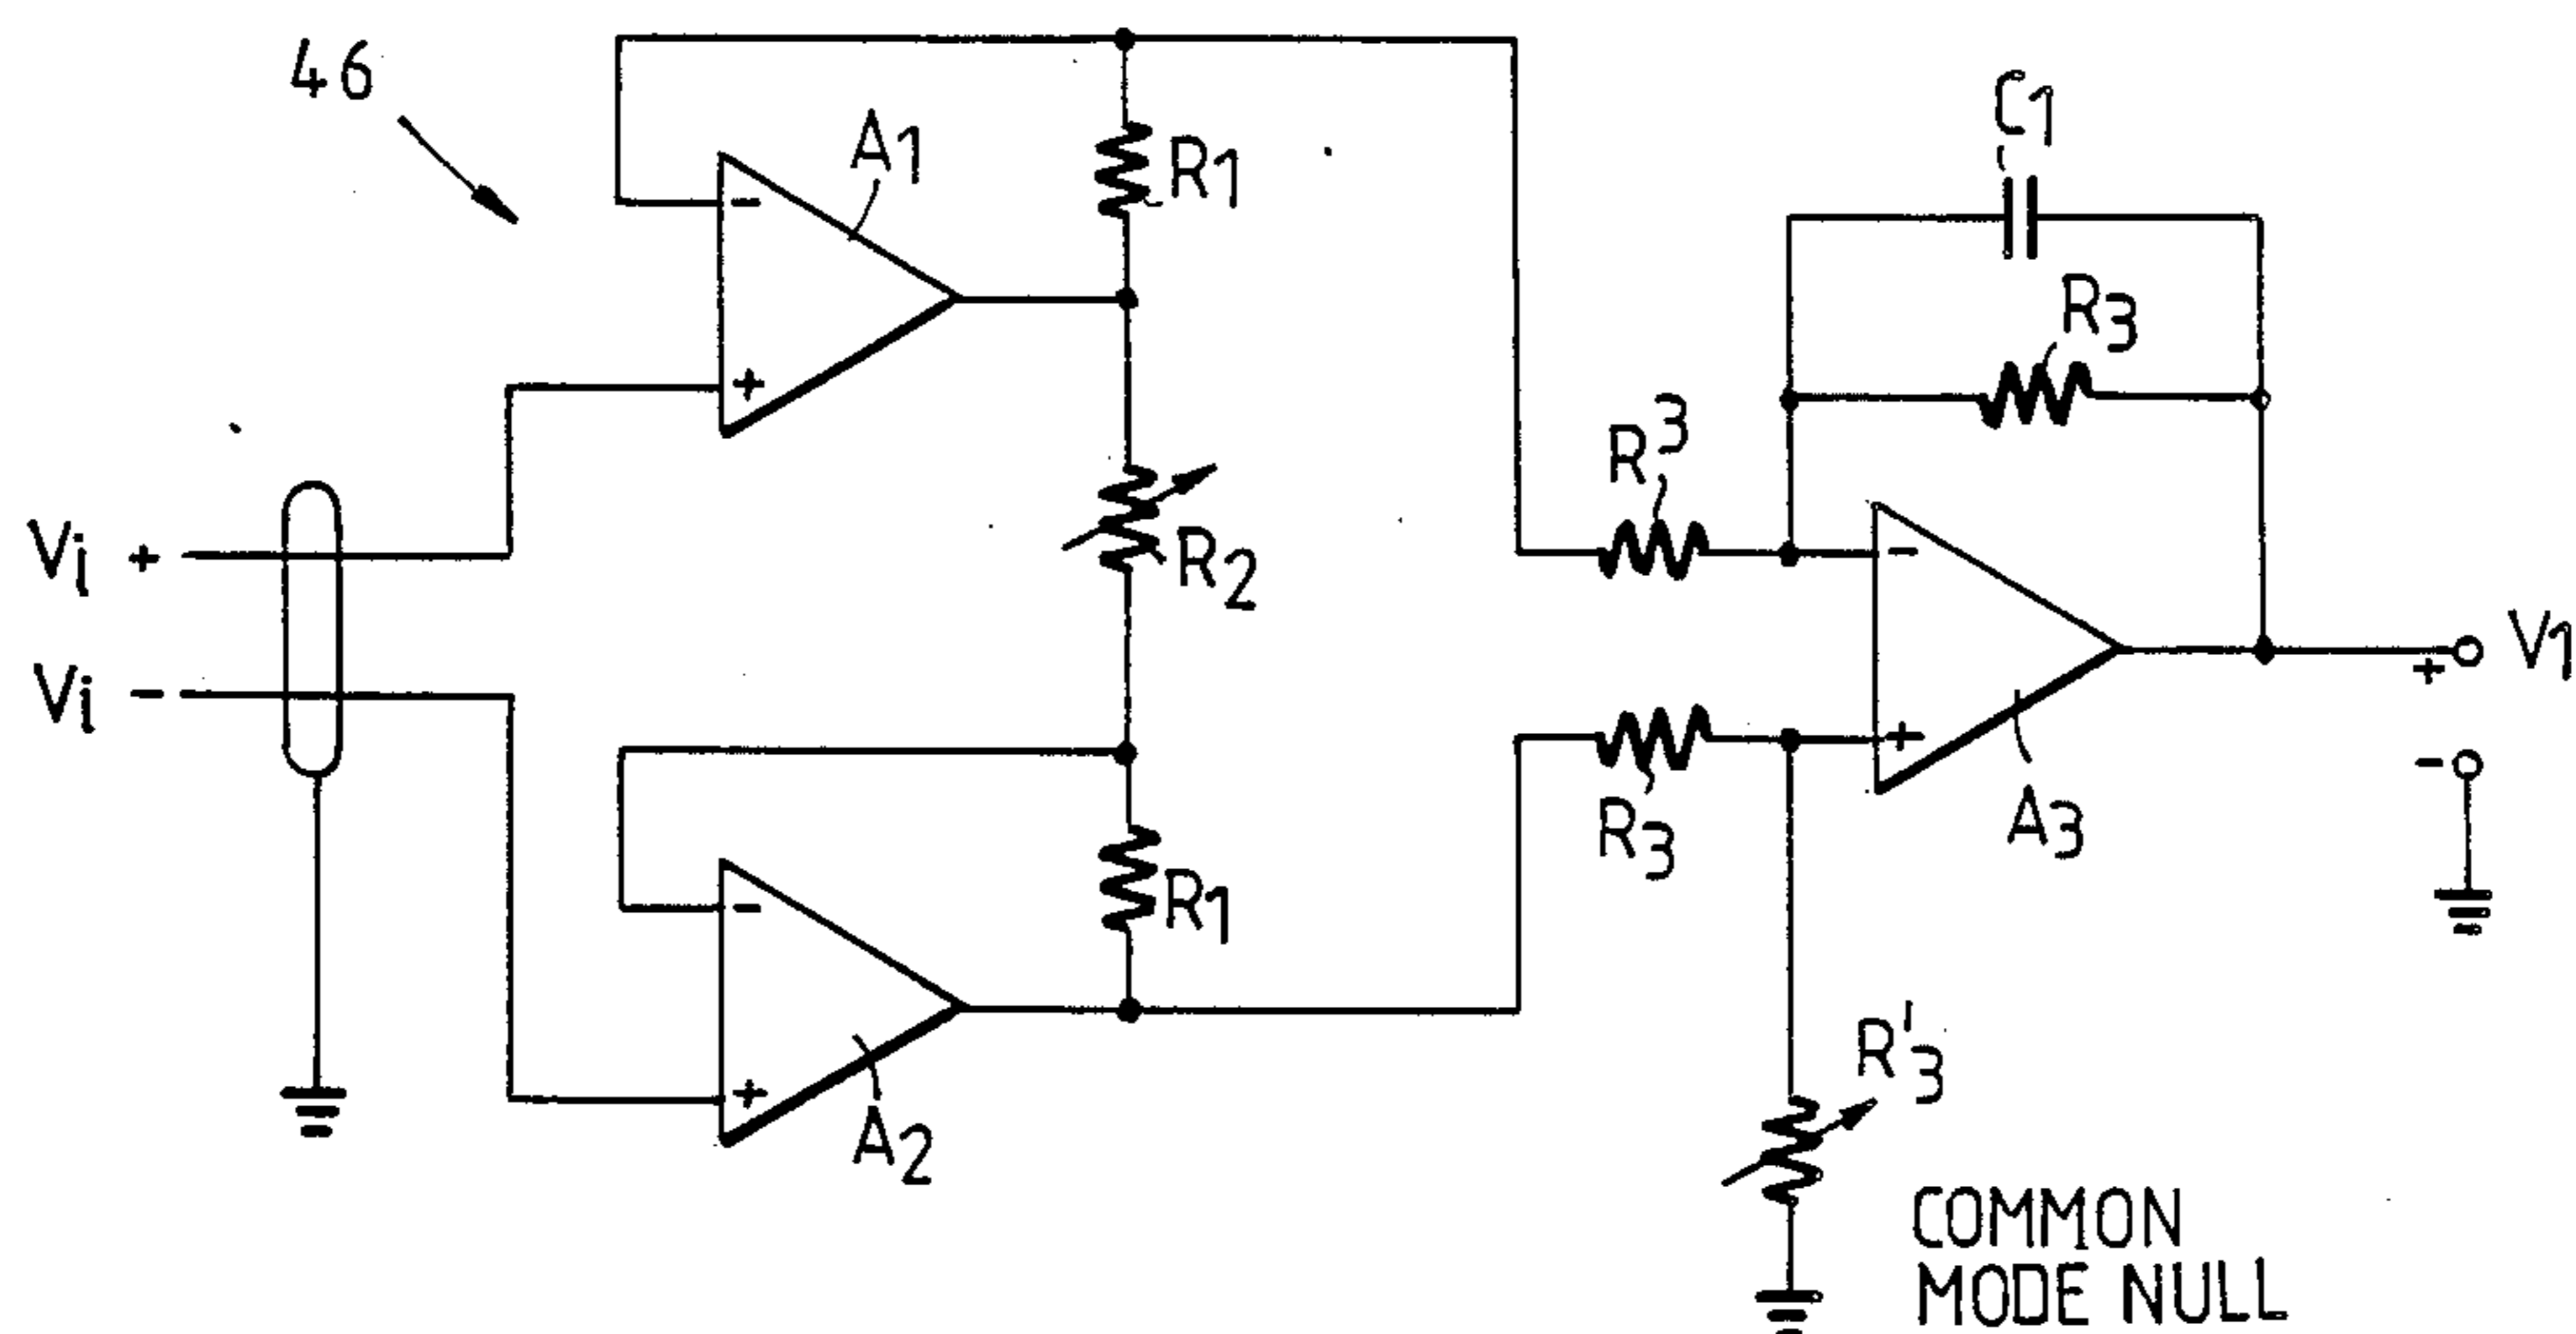 46
A1
R1
C1
R3
R3
Vi +
R2
Vi -
V1
+
-
R3
A3
R1
A2
R'3
COMMON
MODE NULL
-
+
-
+
-
+